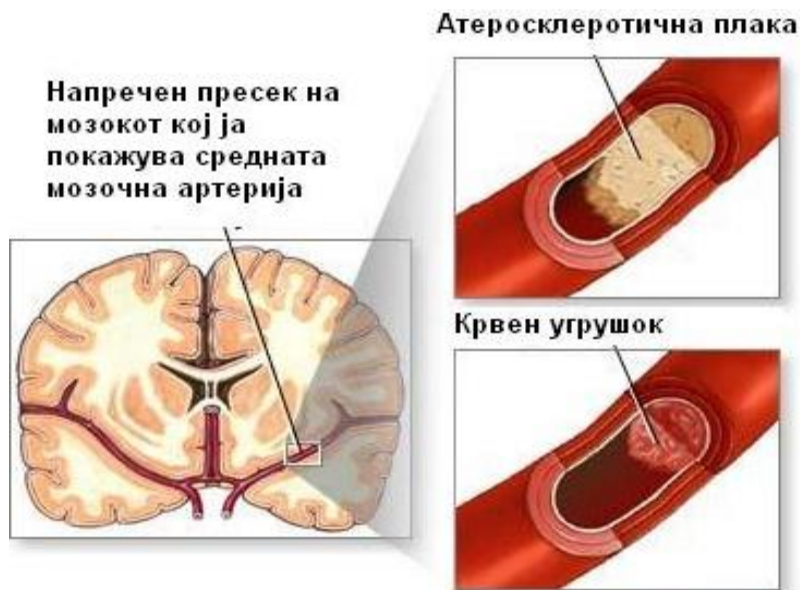 Атеросклеротична плака
Напречен пресек на
мозокот кој ја
покажува средната
мозочна артерија
Крвен угрушок